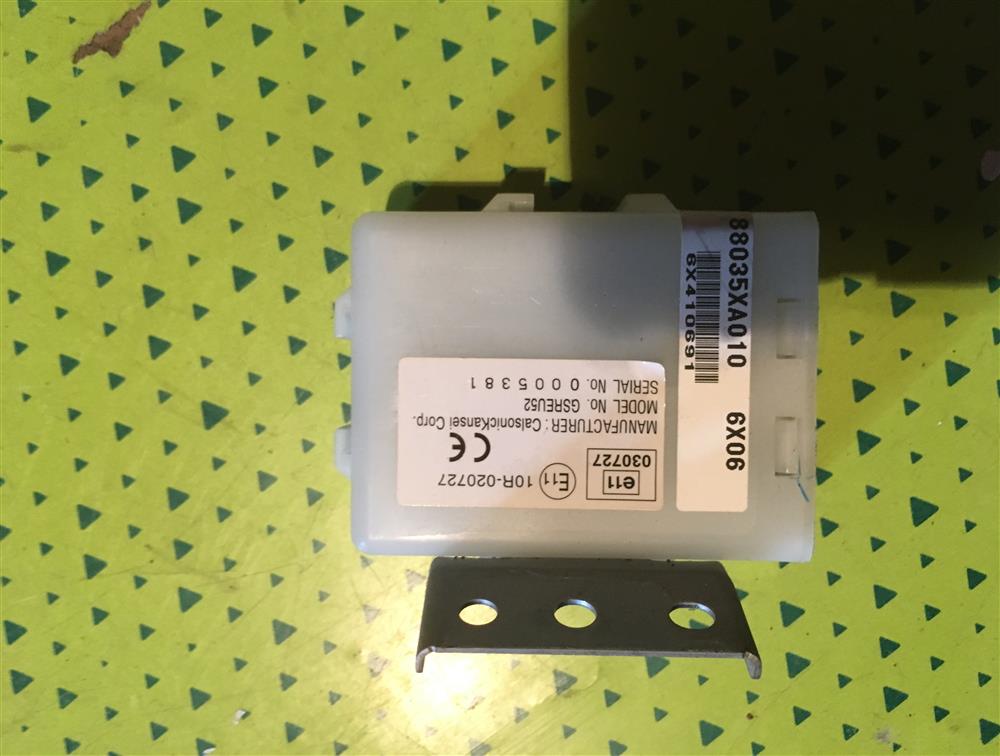 88035XA010 6X06
6X410691
e11
030727
E11 10R-020727
CE
MANUFACTURER: CalsonicKansei Corp.
MODEL No. GSREU52
SERIAL No. 0005381